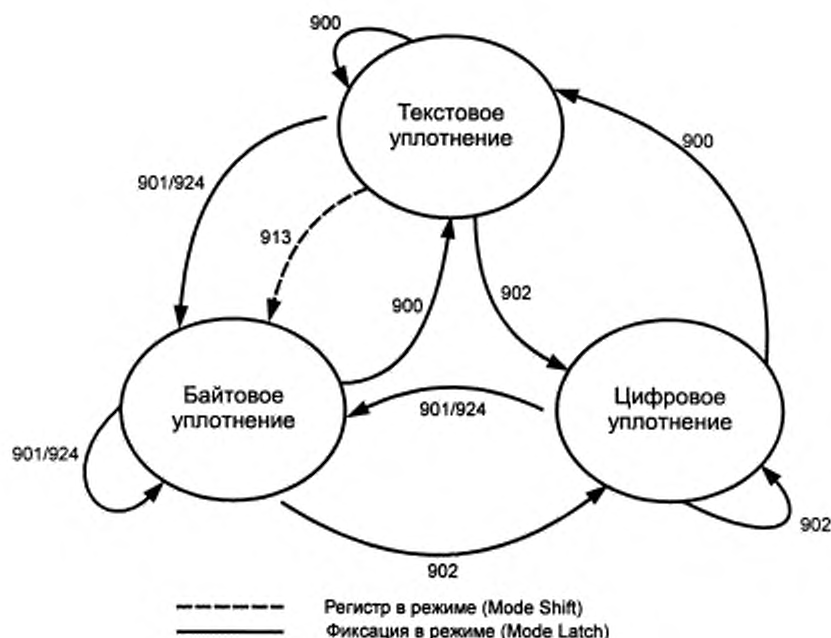 900
Текстовое
уплотнение
900
901/924
913
900
902
Байтовое
уплотнение
901/924
Цифровое
уплотнение
901/924
902
902
Регистр в режиме (Mode Shift)
Фиксация в режиме (Mode Latch)